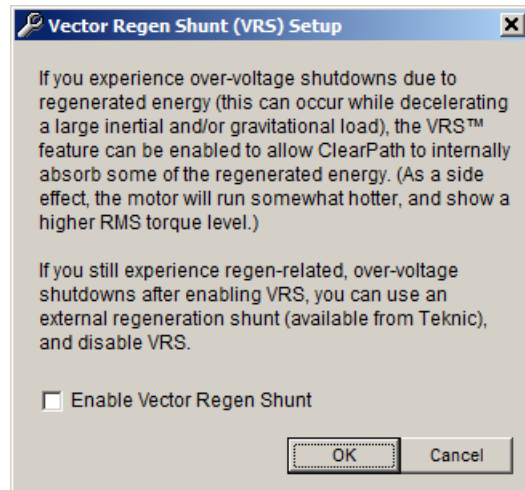 Vector Regen Shunt (VRS) Setup
If you experience over-voltage shutdowns due to
regenerated energy (this can occur while decelerating
a large inertial and/or gravitational load), the VRS™
feature can be enabled to allow ClearPath to internally
absorb some of the regenerated energy. (As a side
effect, the motor will run somewhat hotter, and show a
higher RMS torque level.)
If you still experience regen-related, over-voltage
shutdowns after enabling VRS, you can use an
external regeneration shunt (available from Teknic),
and disable VRS.
Enable Vector Regen Shunt
OK Cancel